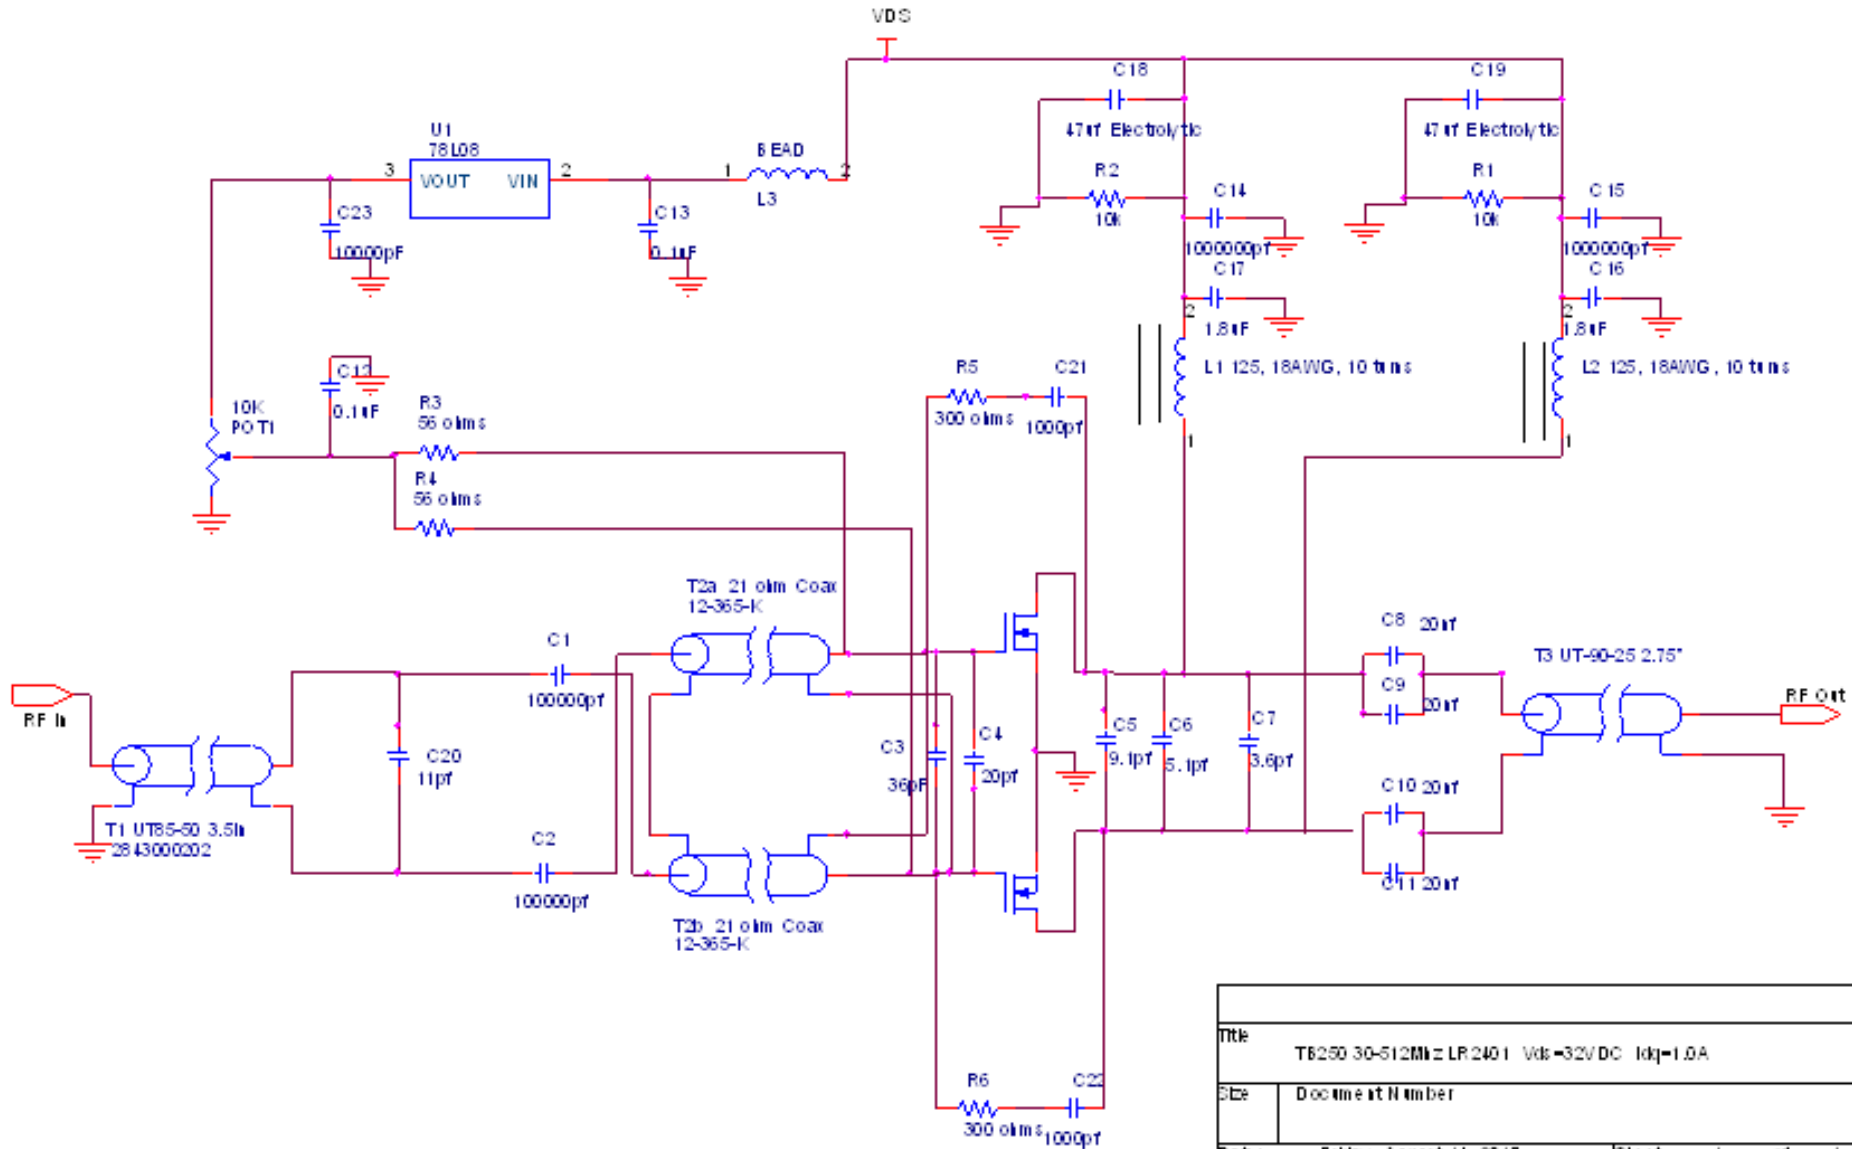 VDS
C18
47uf Electrolytic
C19
47uf Electrolytic
U1
78L08
3
VOUT
VIN
2
BEAD
1
2
L3
R2
10k
R1
10k
C14
1000000pf
C15
1000000pf
C23
10000pF
C13
0.1uF
C17
1.8uF
C16
1.8uF
2
2
L1 125, 18AWG, 10 turns
L2 125, 18AWG, 10 turns
1
1
C12
0.1uF
10K
POT1
R3
56 ohms
R4
56 ohms
R5
300 ohms
C21
1000pf
T2a 21 ohm Coax
12-365-K
C1
100000pf
C8 20nf
C9
20nf
T3 UT-90-25 2.75"
RF In
RF Out
C20
11pf
C3
36pF
C4
20pf
C5
9.1pf
C6
5.1pf
C7
3.6pf
C10 20nf
C11 20nf
T1 UT85-50 3.5in
2843000202
C2
100000pf
T2b 21 ohm Coax
12-365-K
R6
300 ohms
C22
1000pf
Title
TB250 30-512Mhz LR2401 Vds=32VDC Idq=1.0A
Size
Document Number